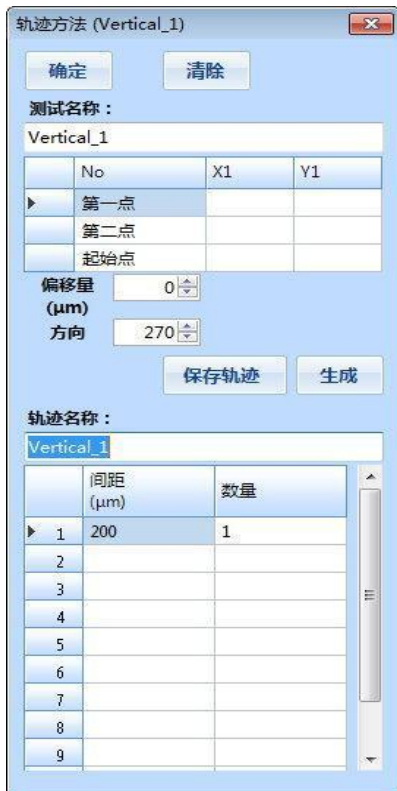 轨迹方法 (Vertical_1)
确定 清除
测试名称：
Vertical_1
No X1 Y1
第一点
第二点
起始点
偏移量 0
(μm)
方向 270
保存轨迹 生成
轨迹名称：
Vertical_1
间距 数量
(μm)
1 200 1
2
3
4
5
6
7
8
9